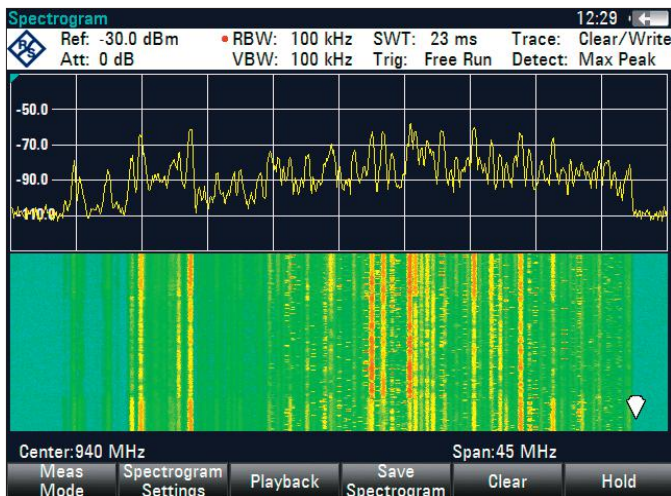 Spectrogram 12:29
R/S Ref: -30.0 dBm RBW: 100 kHz SWT: 23 ms Trace: Clear/Write
Att: 0 dB VBW: 100 kHz Trig: Free Run Detect: Max Peak
-50.0
-70.0
-90.0
-110.0
Center:940 MHz Span:45 MHz
Meas Mode
Spectrogram Settings
Playback
Save Spectrogram
Clear
Hold